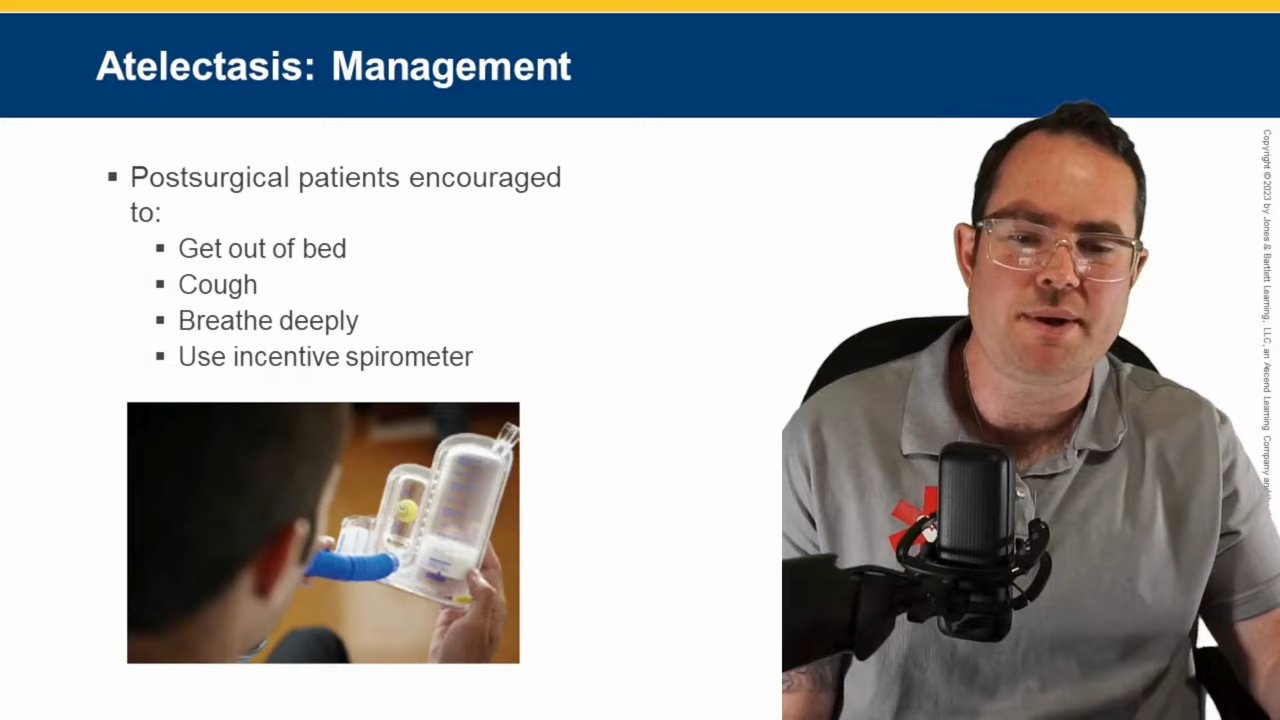 Atelectasis: Management
▪ Postsurgical patients encouraged
to:
▪ Get out of bed
▪ Cough
▪ Breathe deeply
▪ Use incentive spirometer
Copyright © 2023 by Jones & Bartlett Learning, LLC, an Ascend Learning Company and